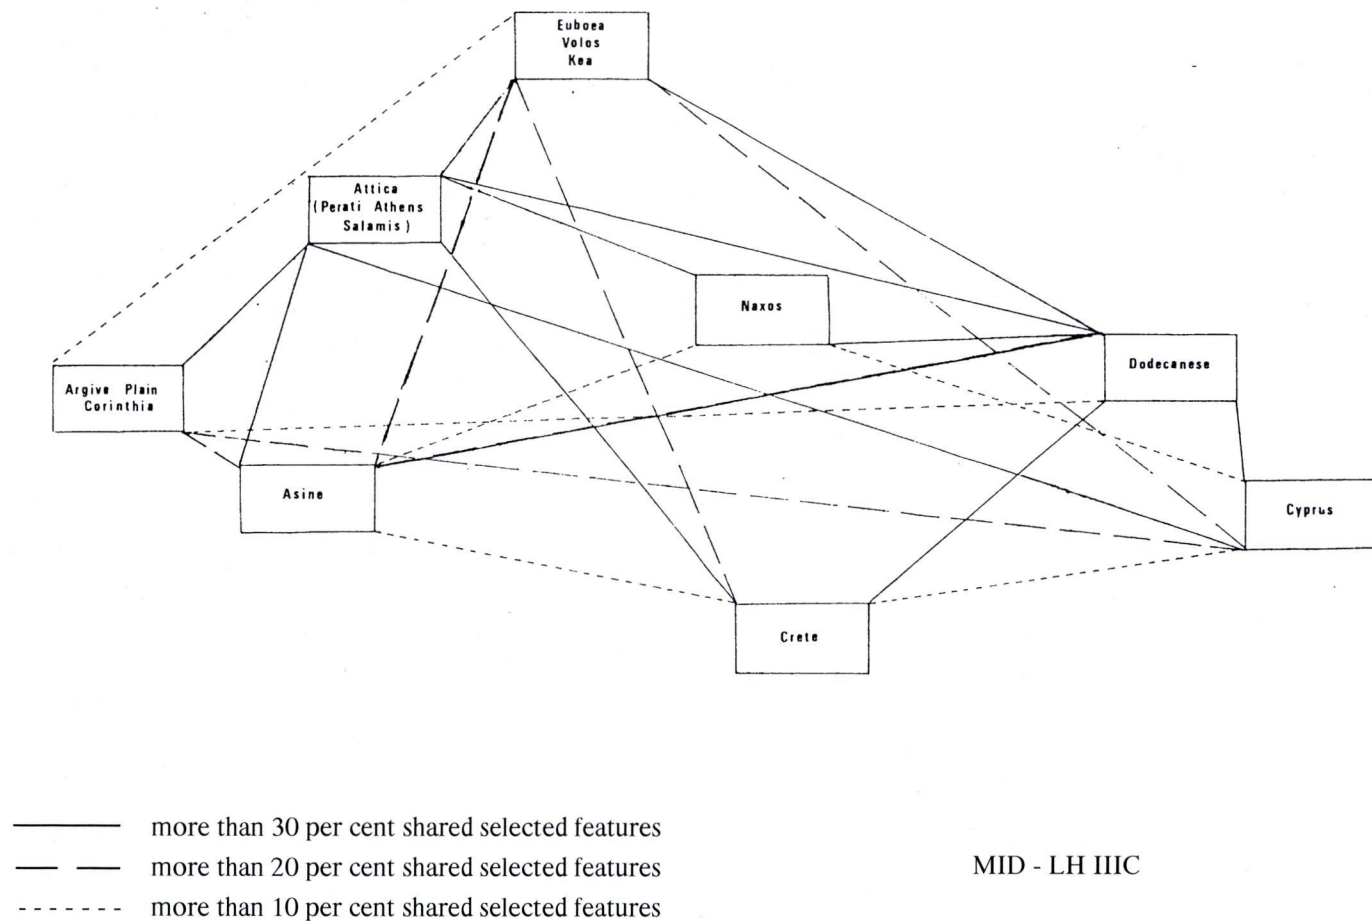 Euboea
Volos
Kea
Attica
(Perati Athens
Salamis)
Naxos
Dodecanese
Argive Plain
Corinthia
Asine
Cyprus
Crete
more than 30 per cent shared selected features
more than 20 per cent shared selected features
MID - LH IIIC
more than 10 per cent shared selected features